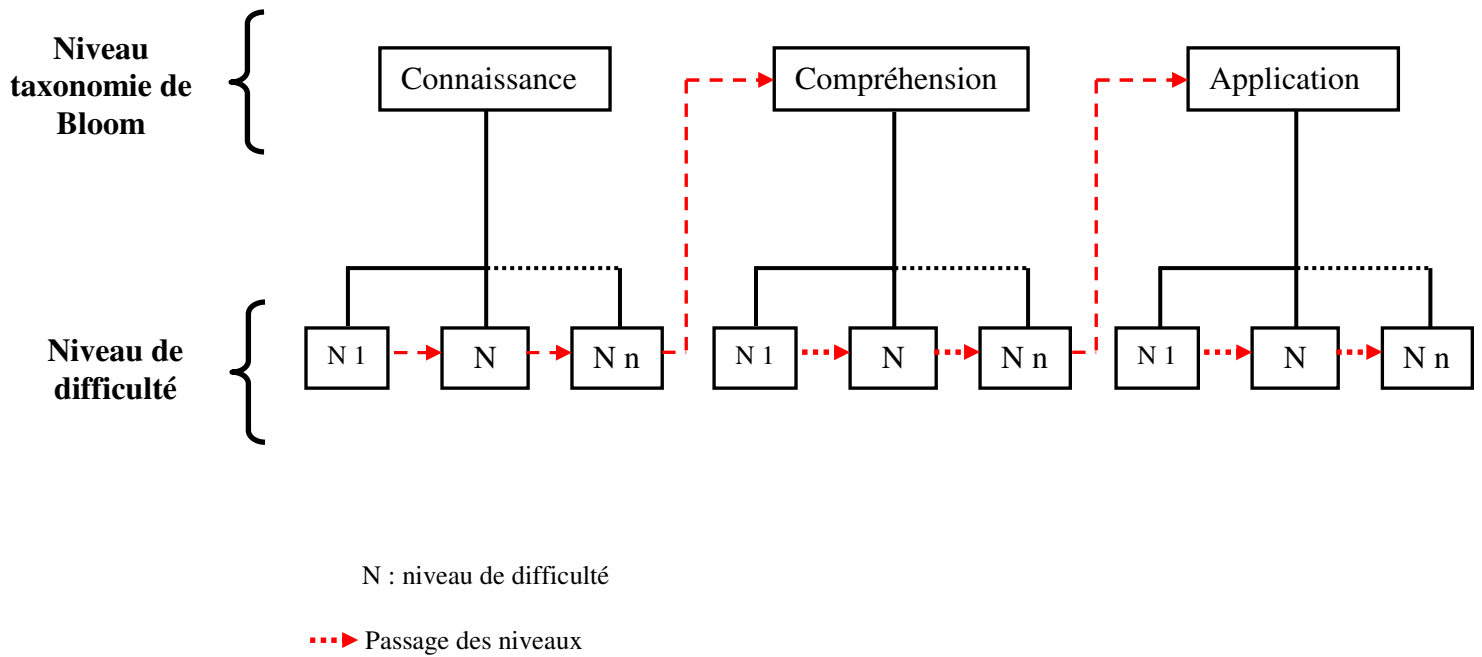 Niveau
taxonomie de
Bloom
Connaissance
Compréhension
Application
Niveau de
difficulté
N 1
N
N n
N 1
N
N n
N 1
N
N n
N : niveau de difficulté
Passage des niveaux